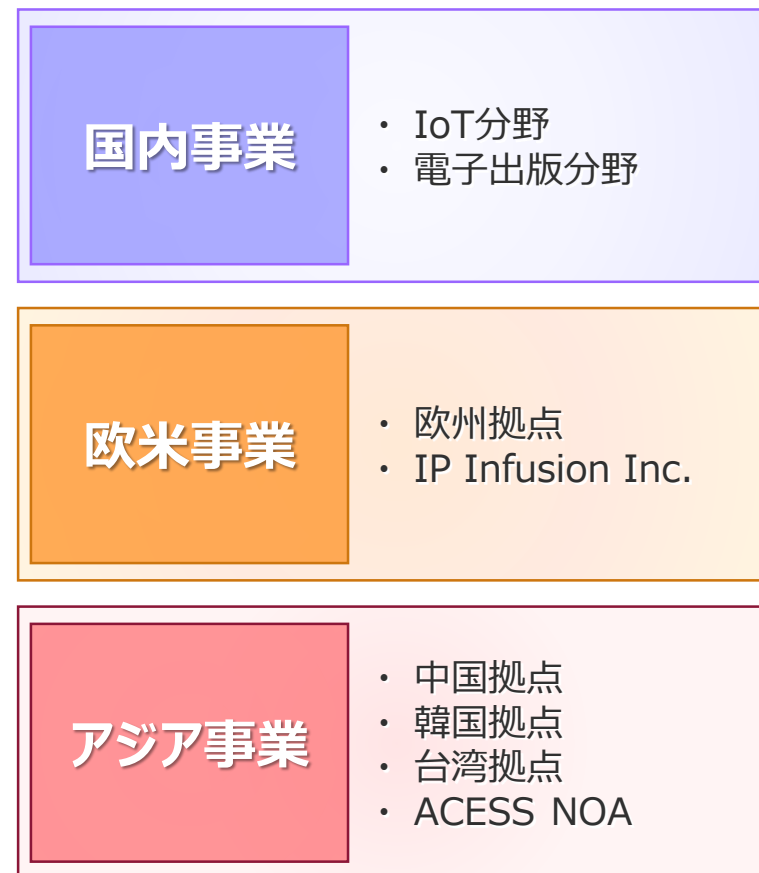 国内事業
・ IoT分野
・ 電子出版分野
欧米事業
・ 欧州拠点
・ IP Infusion Inc.
アジア事業
・ 中国拠点
・ 韓国拠点
・ 台湾拠点
・ ACESS NOA